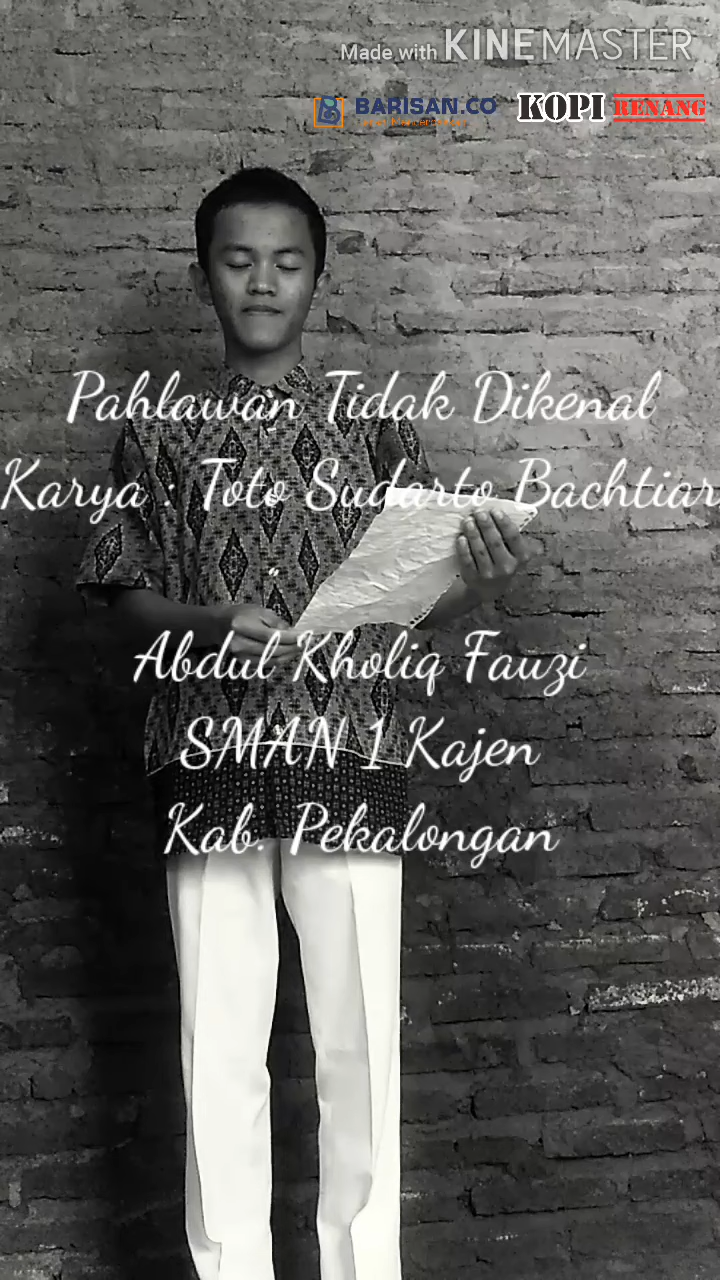 Made with KINEMASTER
BARISAN.CO KOPI RENANG
Pahlawan Tidak Dikenal
Karya : Toto Sudarto Bachtiar
Abdul Kholiq Fauzi
SMAN 1 Kajen
Kab. Pekalongan